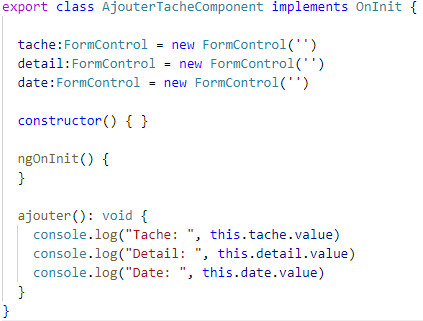 export class AjouterTacheComponent implements OnInit {
tache:FormControl = new FormControl('')
detail:FormControl = new FormControl('')
date:FormControl = new FormControl('')
constructor() { }
ngOnInit() {
}
ajouter(): void {
console.log("Tache: ", this.tache.value)
console.log("Detail: ", this.detail.value)
console.log("Date: ", this.date.value)
}
}